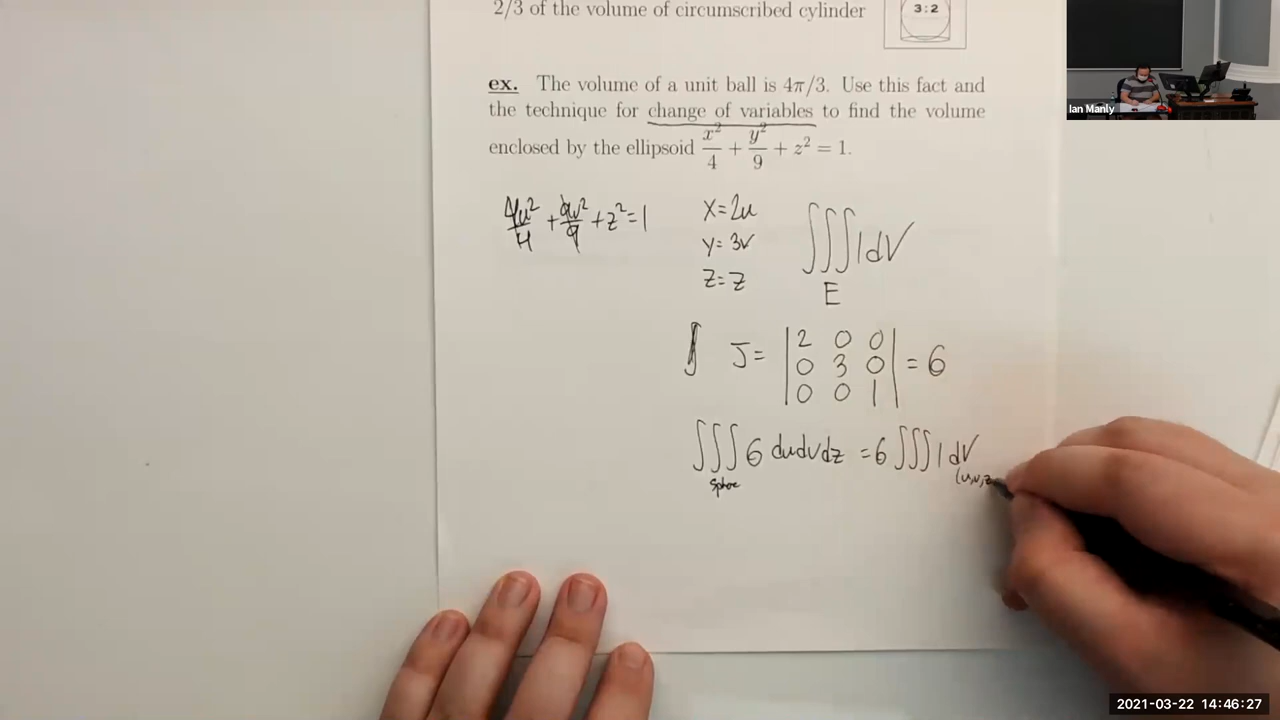 2/3 of the volume of circumscribed cylinder
3:2
Ian Manly
ex. The volume of a unit ball is 4π/3. Use this fact and
the technique for change of variables to find the volume
enclosed by the ellipsoid x²/4 + y²/9 + z² = 1.
4u²/4 + 9v²/9 + z² = 1
x=2u
y=3v
z=z
∭ 1 dV
E
J= | 2 0 0 |
| 0 3 0 | = 6
| 0 0 1 |
∭ 6 du dv dz = 6 ∭ 1 dV
(u,v,z
2021-03-22 14:46:27